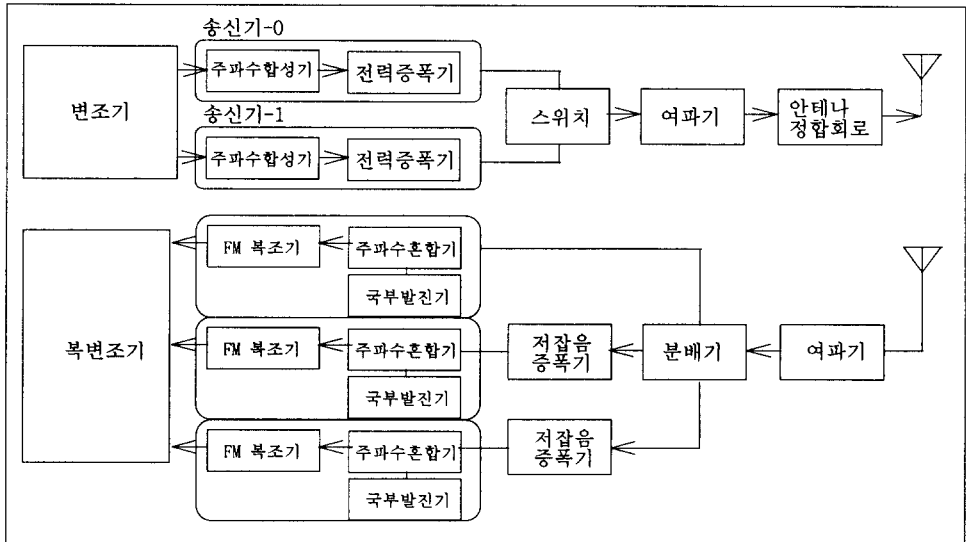 송신기-0
변조기
주파수합성기
전력증폭기
송신기-1
주파수합성기
전력증폭기
스위치
여파기
안테나
정합회로
복변조기
FM 복조기
주파수혼합기
국부발진기
FM 복조기
주파수혼합기
국부발진기
저잡음
증폭기
분배기
여파기
FM 복조기
주파수혼합기
국부발진기
저잡음
증폭기